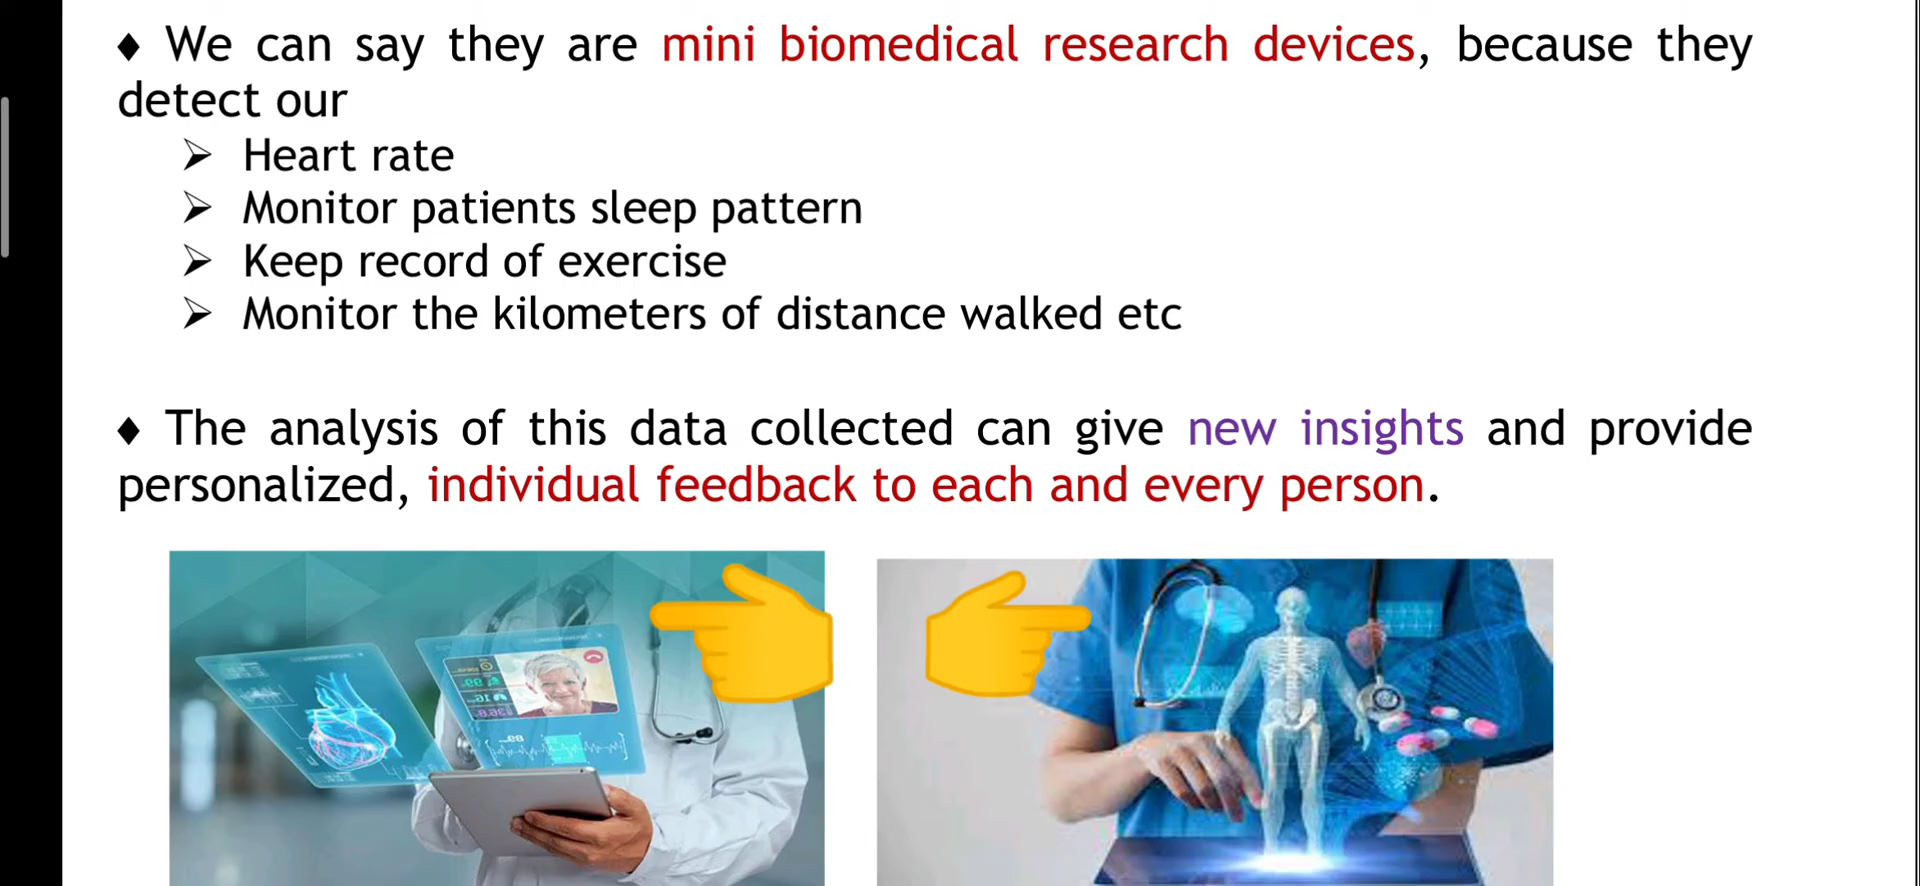 ♦ We can say they are mini biomedical research devices, because they
detect our
➢ Heart rate
➢ Monitor patients sleep pattern
➢ Keep record of exercise
➢ Monitor the kilometers of distance walked etc
♦ The analysis of this data collected can give new insights and provide
personalized, individual feedback to each and every person.